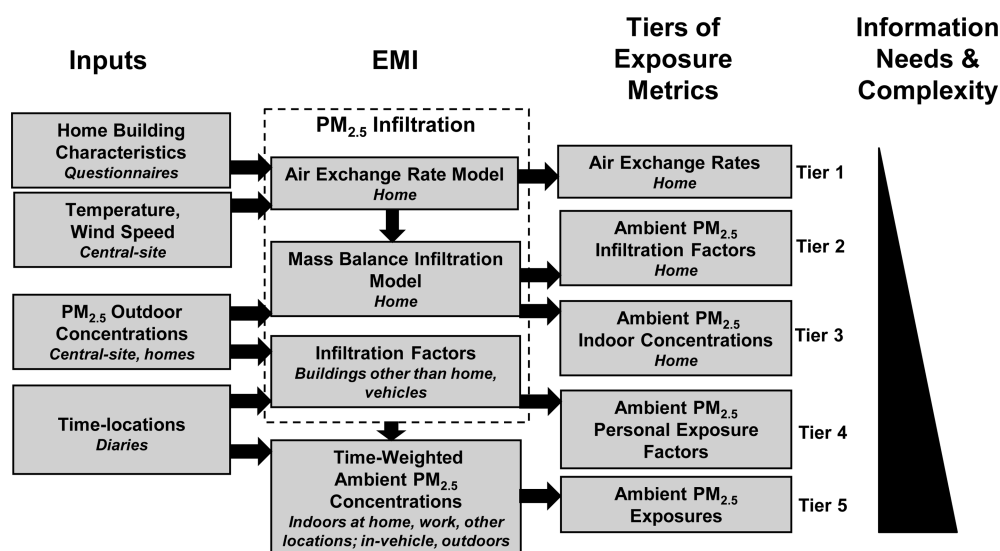 Inputs
EMI
Tiers of
Exposure
Metrics
Information
Needs &
Complexity
Home Building
Characteristics
Questionnaires
Temperature,
Wind Speed
Central-site
PM2.5 Outdoor
Concentrations
Central-site, homes
Time-locations
Diaries
PM2.5 Infiltration
Air Exchange Rate Model
Home
Mass Balance Infiltration
Model
Home
Infiltration Factors
Buildings other than home,
vehicles
Time-Weighted
Ambient PM2.5
Concentrations
Indoors at home, work, other
locations; in-vehicle, outdoors
Air Exchange Rates
Home
Tier 1
Ambient PM2.5
Infiltration Factors
Home
Tier 2
Ambient PM2.5
Indoor Concentrations
Home
Tier 3
Ambient PM2.5
Personal Exposure
Factors
Tier 4
Ambient PM2.5
Exposures
Tier 5